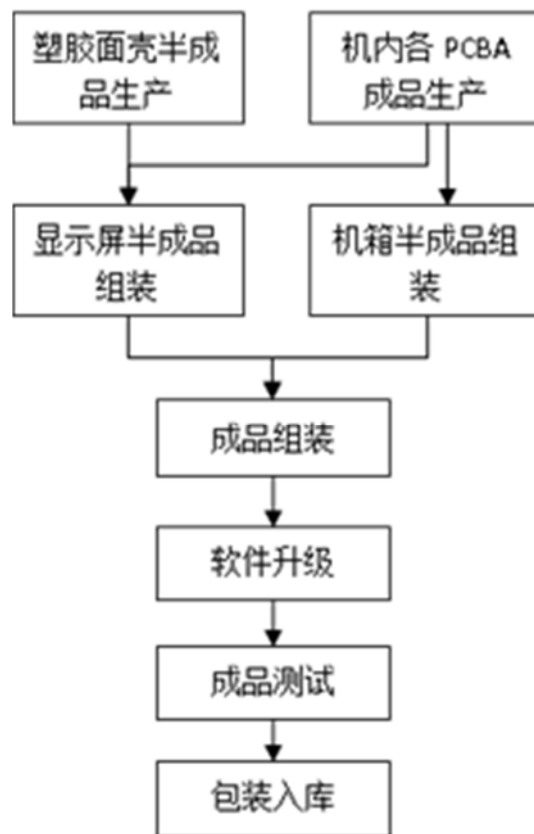 塑胶面壳半成
品生产
机内各 PCBA
成品生产
显示屏半成品
组装
机箱半成品组
装
成品组装
软件升级
成品测试
包装入库